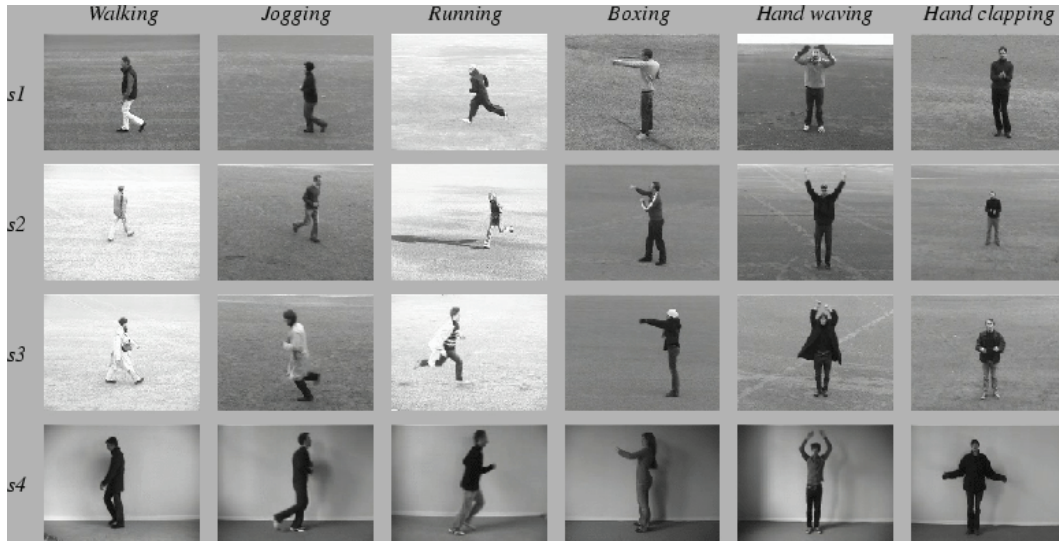 Walking Jogging Running Boxing Hand waving Hand clapping
s1
s2
s3
s4